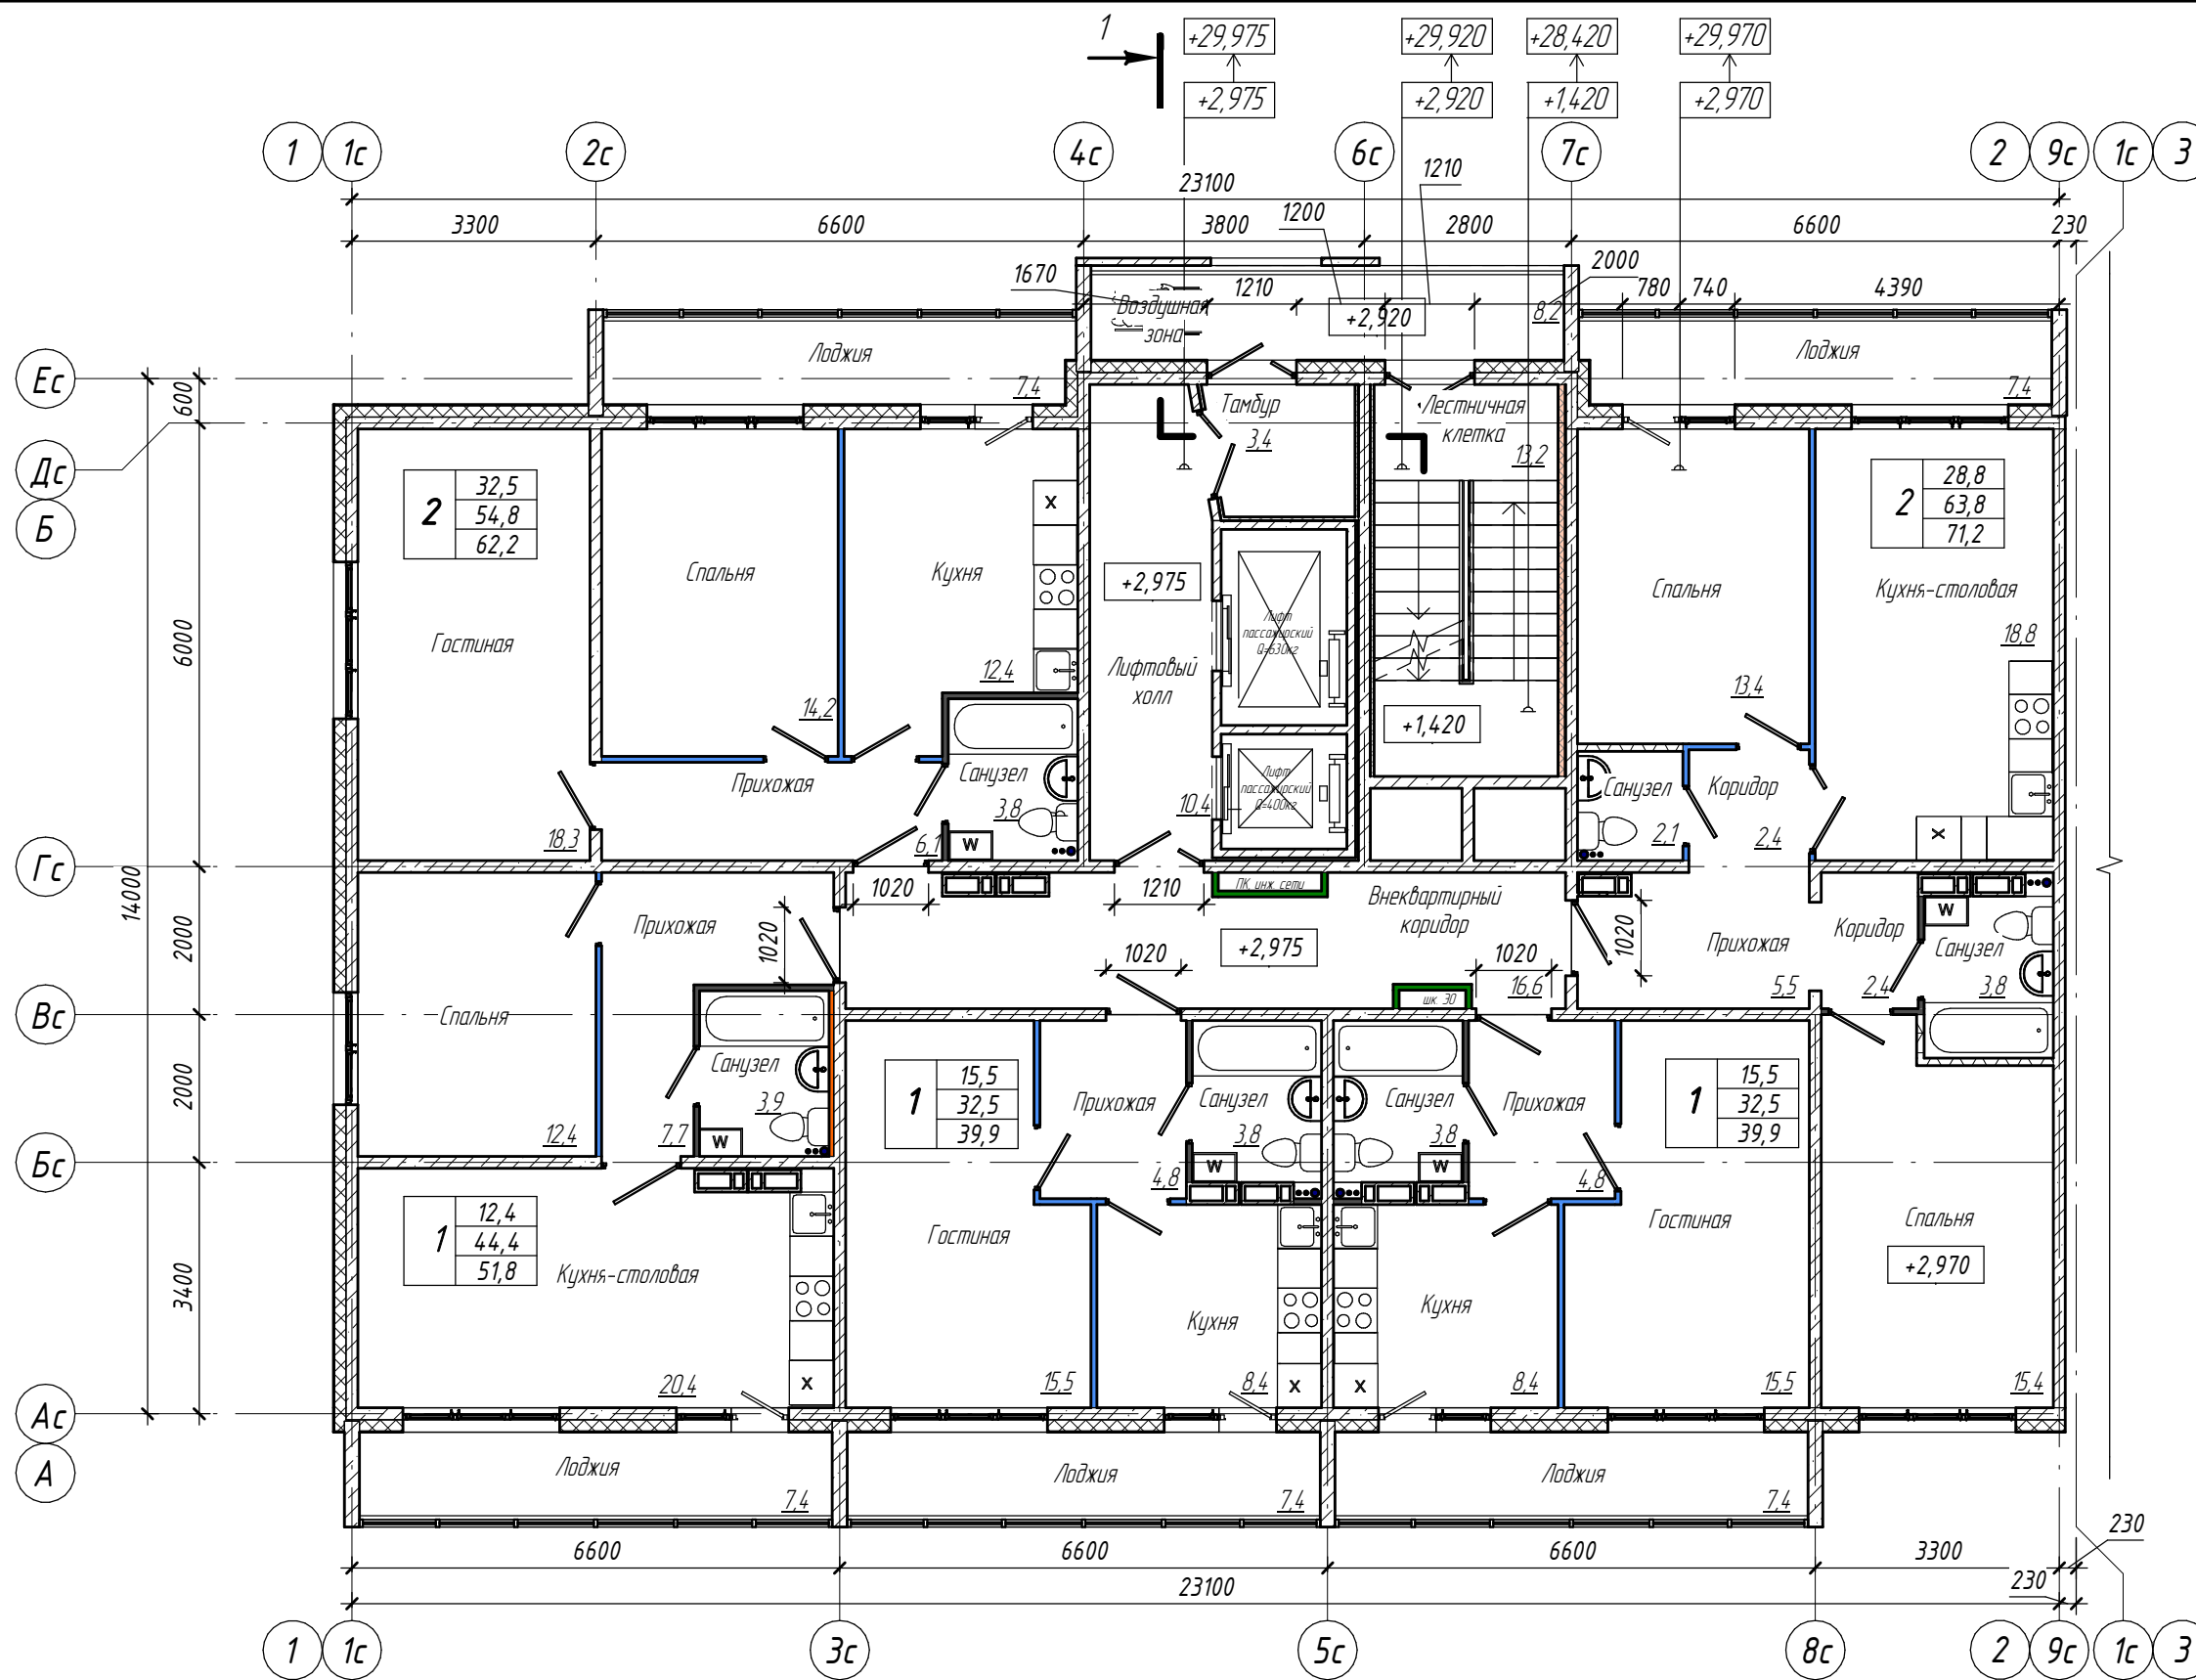 1
+29,975
+29,920
+28,420
+29,970
+2,975
+2,920
+1,420
+2,970
1
1с
2с
4с
6с
7с
2
9с
1с
3
23100
1210
3300
6600
3800
1200
2800
6600
230
1670
1210
2000
780
740
4390
Воздушная
зона
+2,920
8,2
Лоджия
7,4
Лоджия
7,4
Ес
Дс
Б
Гс
Вс
Бс
Ас
А
600
6000
14000
2000
2000
3400
Тамбур
3,4
Лестничная
клетка
13,2
2
32,5
54,8
62,2
2
28,8
63,8
71,2
Спальня
Кухня
+2,975
Спальня
Кухня-столовая
Гостиная
Лифт
пассажирский
Q=630кг
18,8
12,4
Лифтовый
холл
13,4
14,2
+1,420
Прихожая
Санузел
3,8
Лифт
пассажирский
Q=400кг
10,4
Санузел
Коридор
18,3
6,1
W
2,1
2,4
X
X
1020
1210
ПК, инж. сети
Внеквартирный
коридор
Прихожая
1020
+2,975
1020
1020
16,6
1020
Прихожая
Коридор
W
Санузел
5,5
2,4
3,8
Спальня
шк. ЭО
Санузел
3,9
12,4
7,7
W
1
15,5
32,5
39,9
Прихожая
Санузел
3,8
W
4,8
Санузел
3,8
W
Прихожая
4,8
1
15,5
32,5
39,9
1
12,4
44,4
51,8
Кухня-столовая
20,4
X
Гостиная
Кухня
15,5
8,4
X
X
Кухня
8,4
Гостиная
15,5
Спальня
+2,970
15,4
Лоджия
7,4
Лоджия
7,4
Лоджия
7,4
6600
6600
6600
3300
230
23100
230
1
1с
3с
5с
8с
2
9с
1с
3